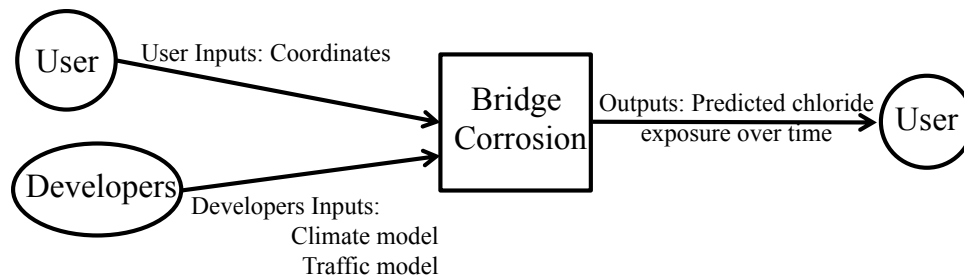 User
User Inputs: Coordinates
Developers
Developers Inputs:
Climate model
Traffic model
Bridge
Corrosion
Outputs: Predicted chloride
exposure over time
User